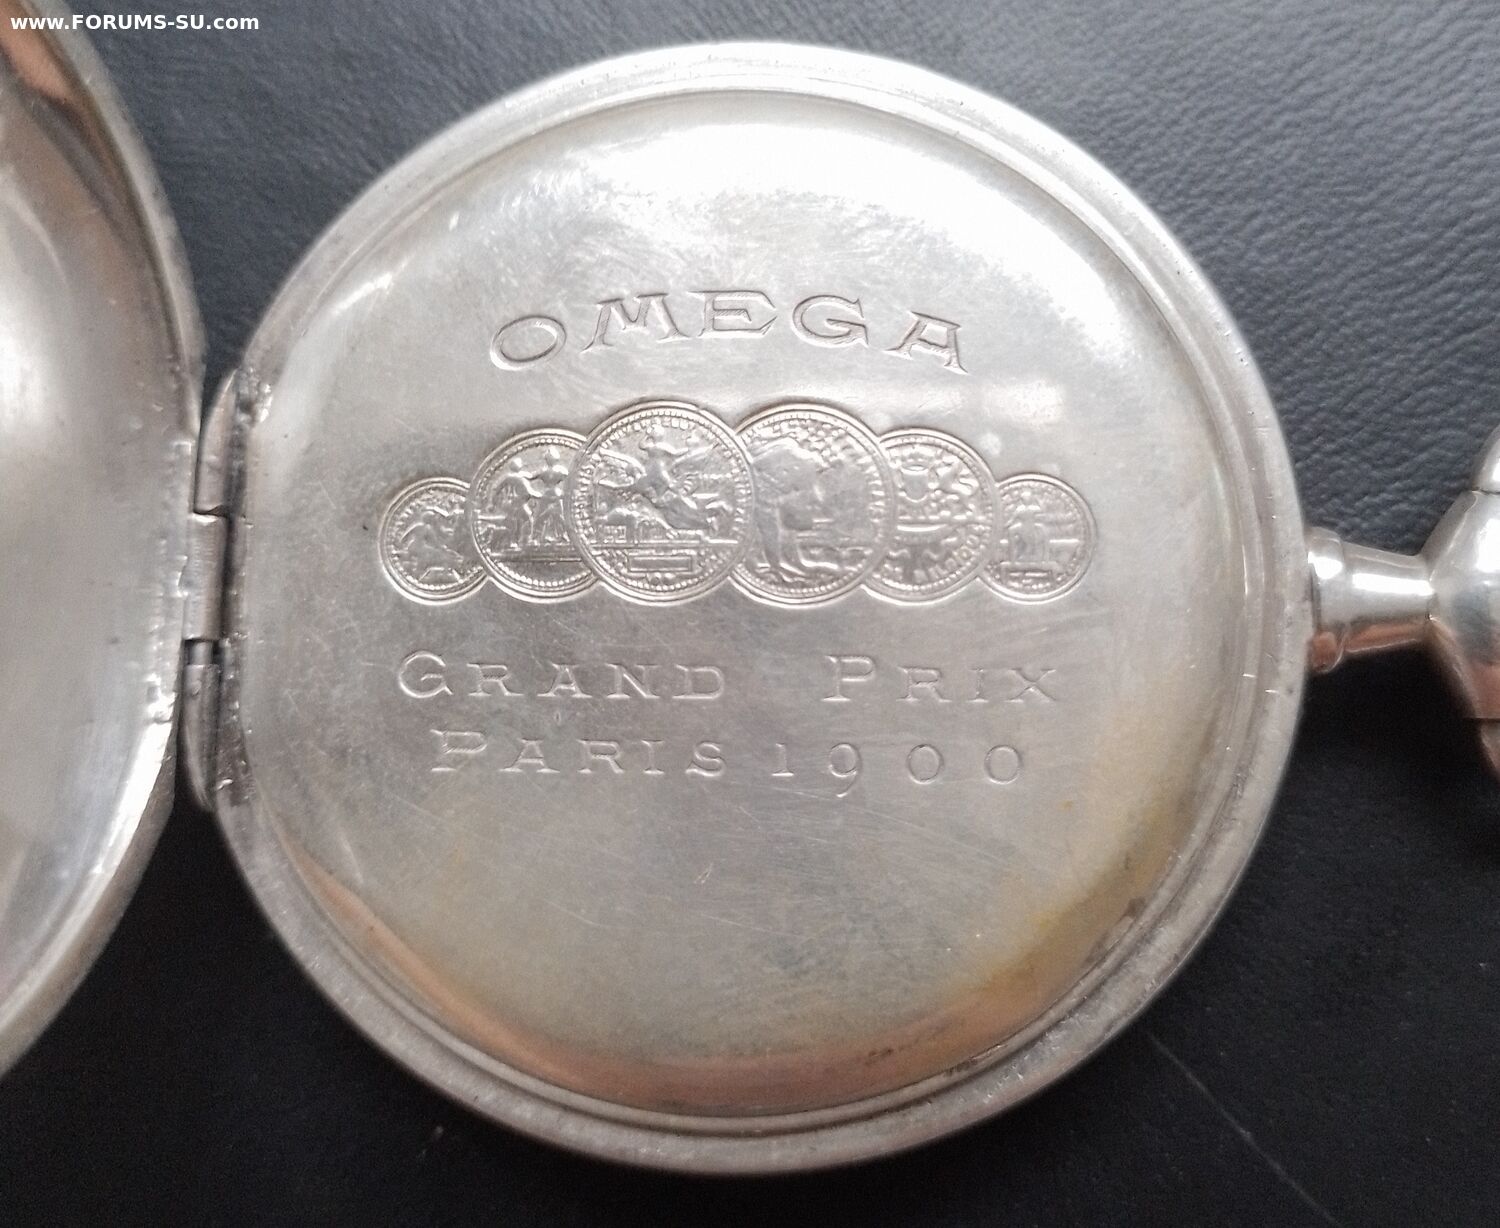 www.FORUMS-SU.com
OMEGA
GRAND PRIX
PARIS 1900